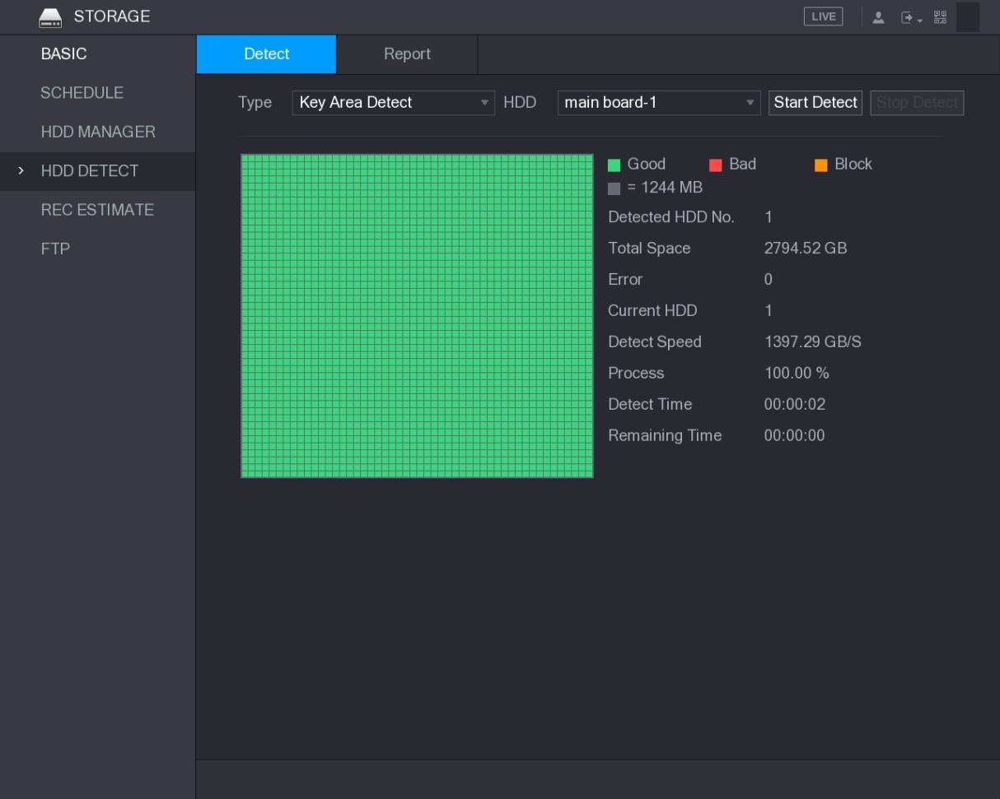 STORAGE
LIVE
BASIC
SCHEDULE
HDD MANAGER
HDD DETECT
REC ESTIMATE
FTP
Detect Report
Type Key Area Detect HDD main board-1 Start Detect Stop Detect
Good Bad Block
= 1244 MB
Detected HDD No. 1
Total Space 2794.52 GB
Error 0
Current HDD 1
Detect Speed 1397.29 GB/S
Process 100.00 %
Detect Time 00:00:02
Remaining Time 00:00:00